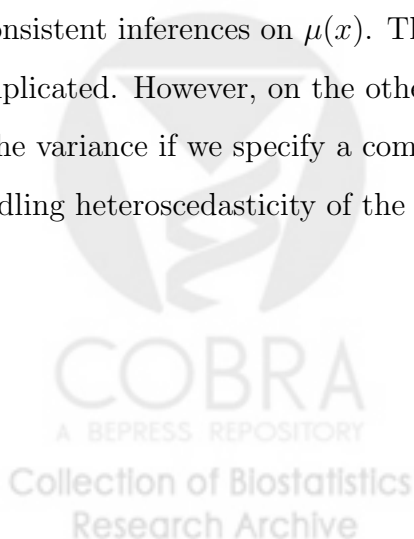 onsistent inferences on μ(x). Th
plicated. However, on the othe
he variance if we specify a com
dling heteroscedasticity of the
COBRA
A BEPRESS REPOSITORY
Collection of Biostatistics
Research Archive